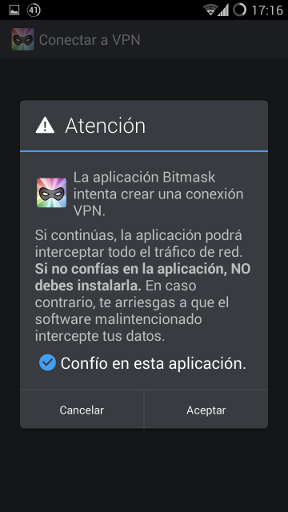 41
17:16
Conectar a VPN
Atención
La aplicación Bitmask
intenta crear una conexión
VPN.
Si continúas, la aplicación podrá
interceptar todo el tráfico de red.
Si no confías en la aplicación, NO
debes instalarla. En caso
contrario, te arriesgas a que el
software malintencionado
intercepte tus datos.
Confío en esta aplicación.
Cancelar
Aceptar